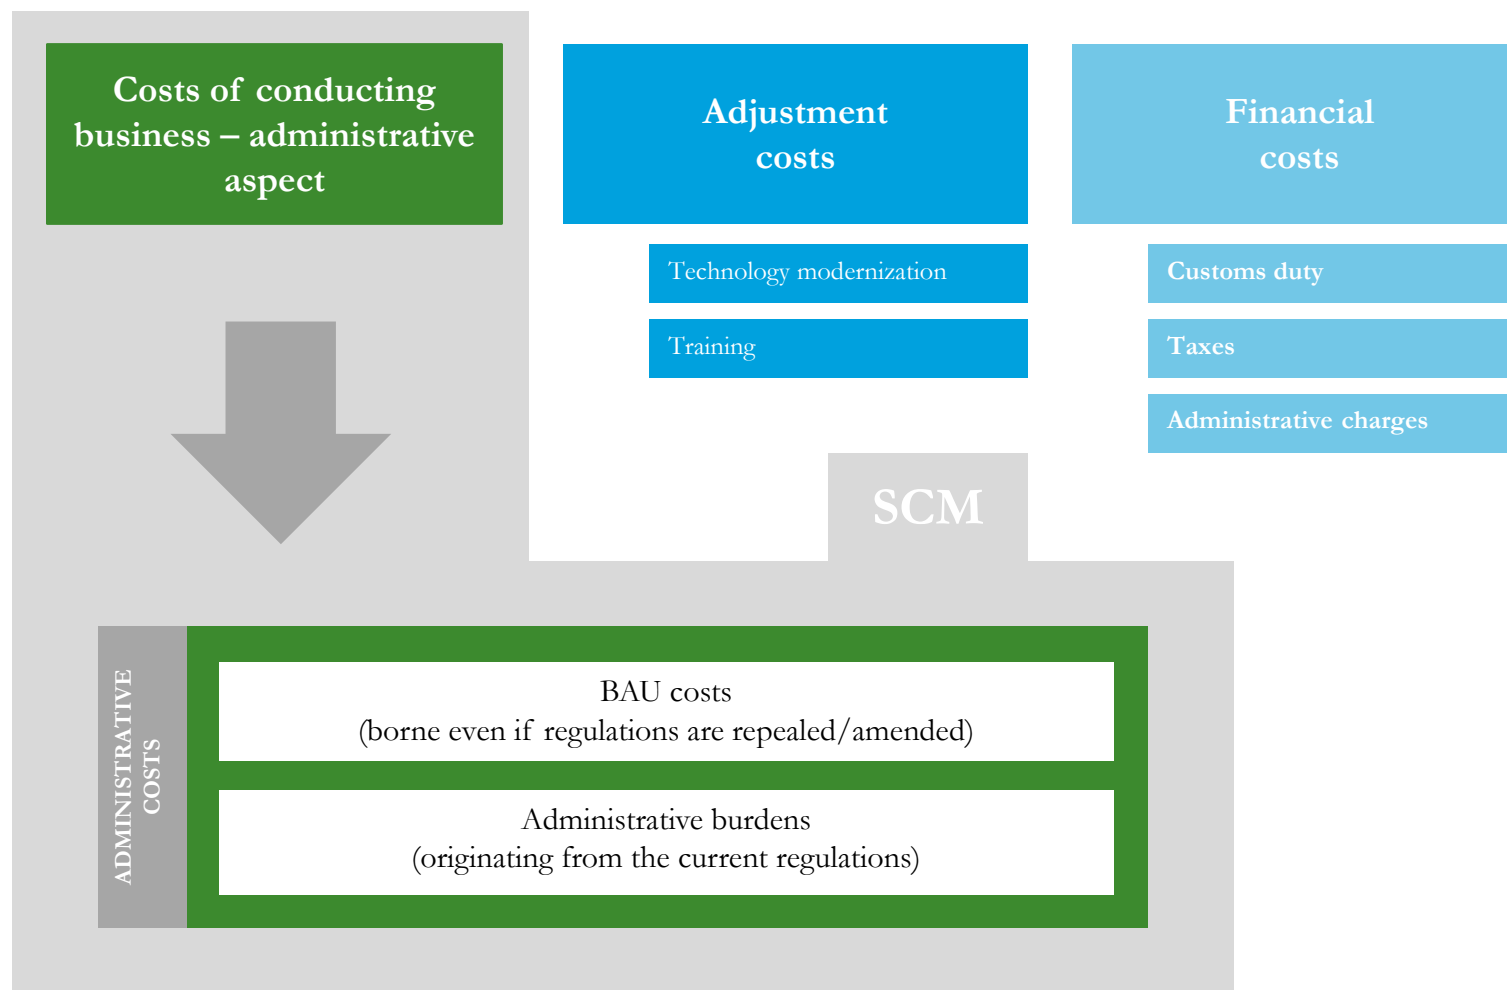 Costs of conducting
business – administrative
aspect
Adjustment
costs
Financial
costs
Technology modernization
Training
Customs duty
Taxes
Administrative charges
SCM
ADMINISTRATIVE
COSTS
BAU costs
(borne even if regulations are repealed/amended)
Administrative burdens
(originating from the current regulations)